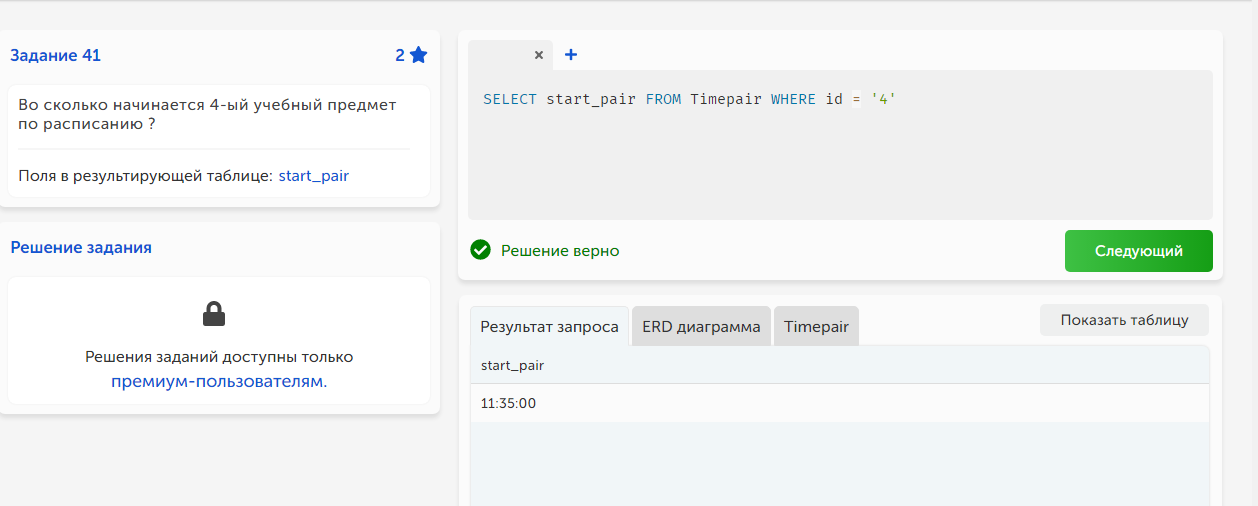 Задание 41
2
Во сколько начинается 4-ый учебный предмет
по расписанию ?
Поля в результирующей таблице: start_pair
Решение задания
Решения заданий доступны только
премиум-пользователям.
× +
SELECT start_pair FROM Timepair WHERE id = '4'
Решение верно
Следующий
Результат запроса
ERD диаграмма
Timepair
Показать таблицу
start_pair
11:35:00